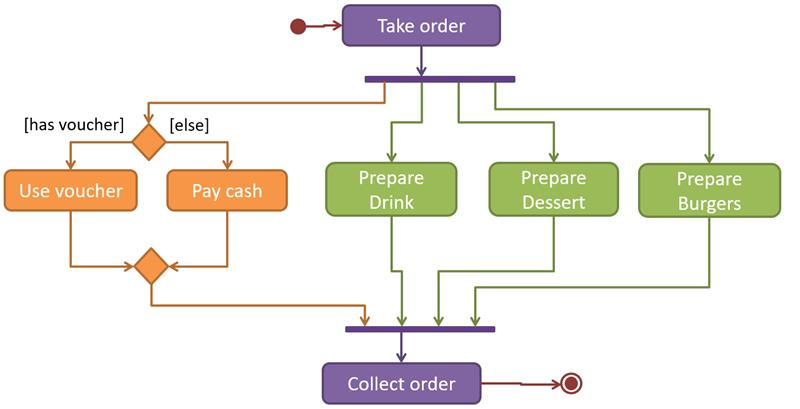 Take order
[has voucher]
[else]
Use voucher
Pay cash
Prepare
Drink
Prepare
Dessert
Prepare
Burgers
Collect order